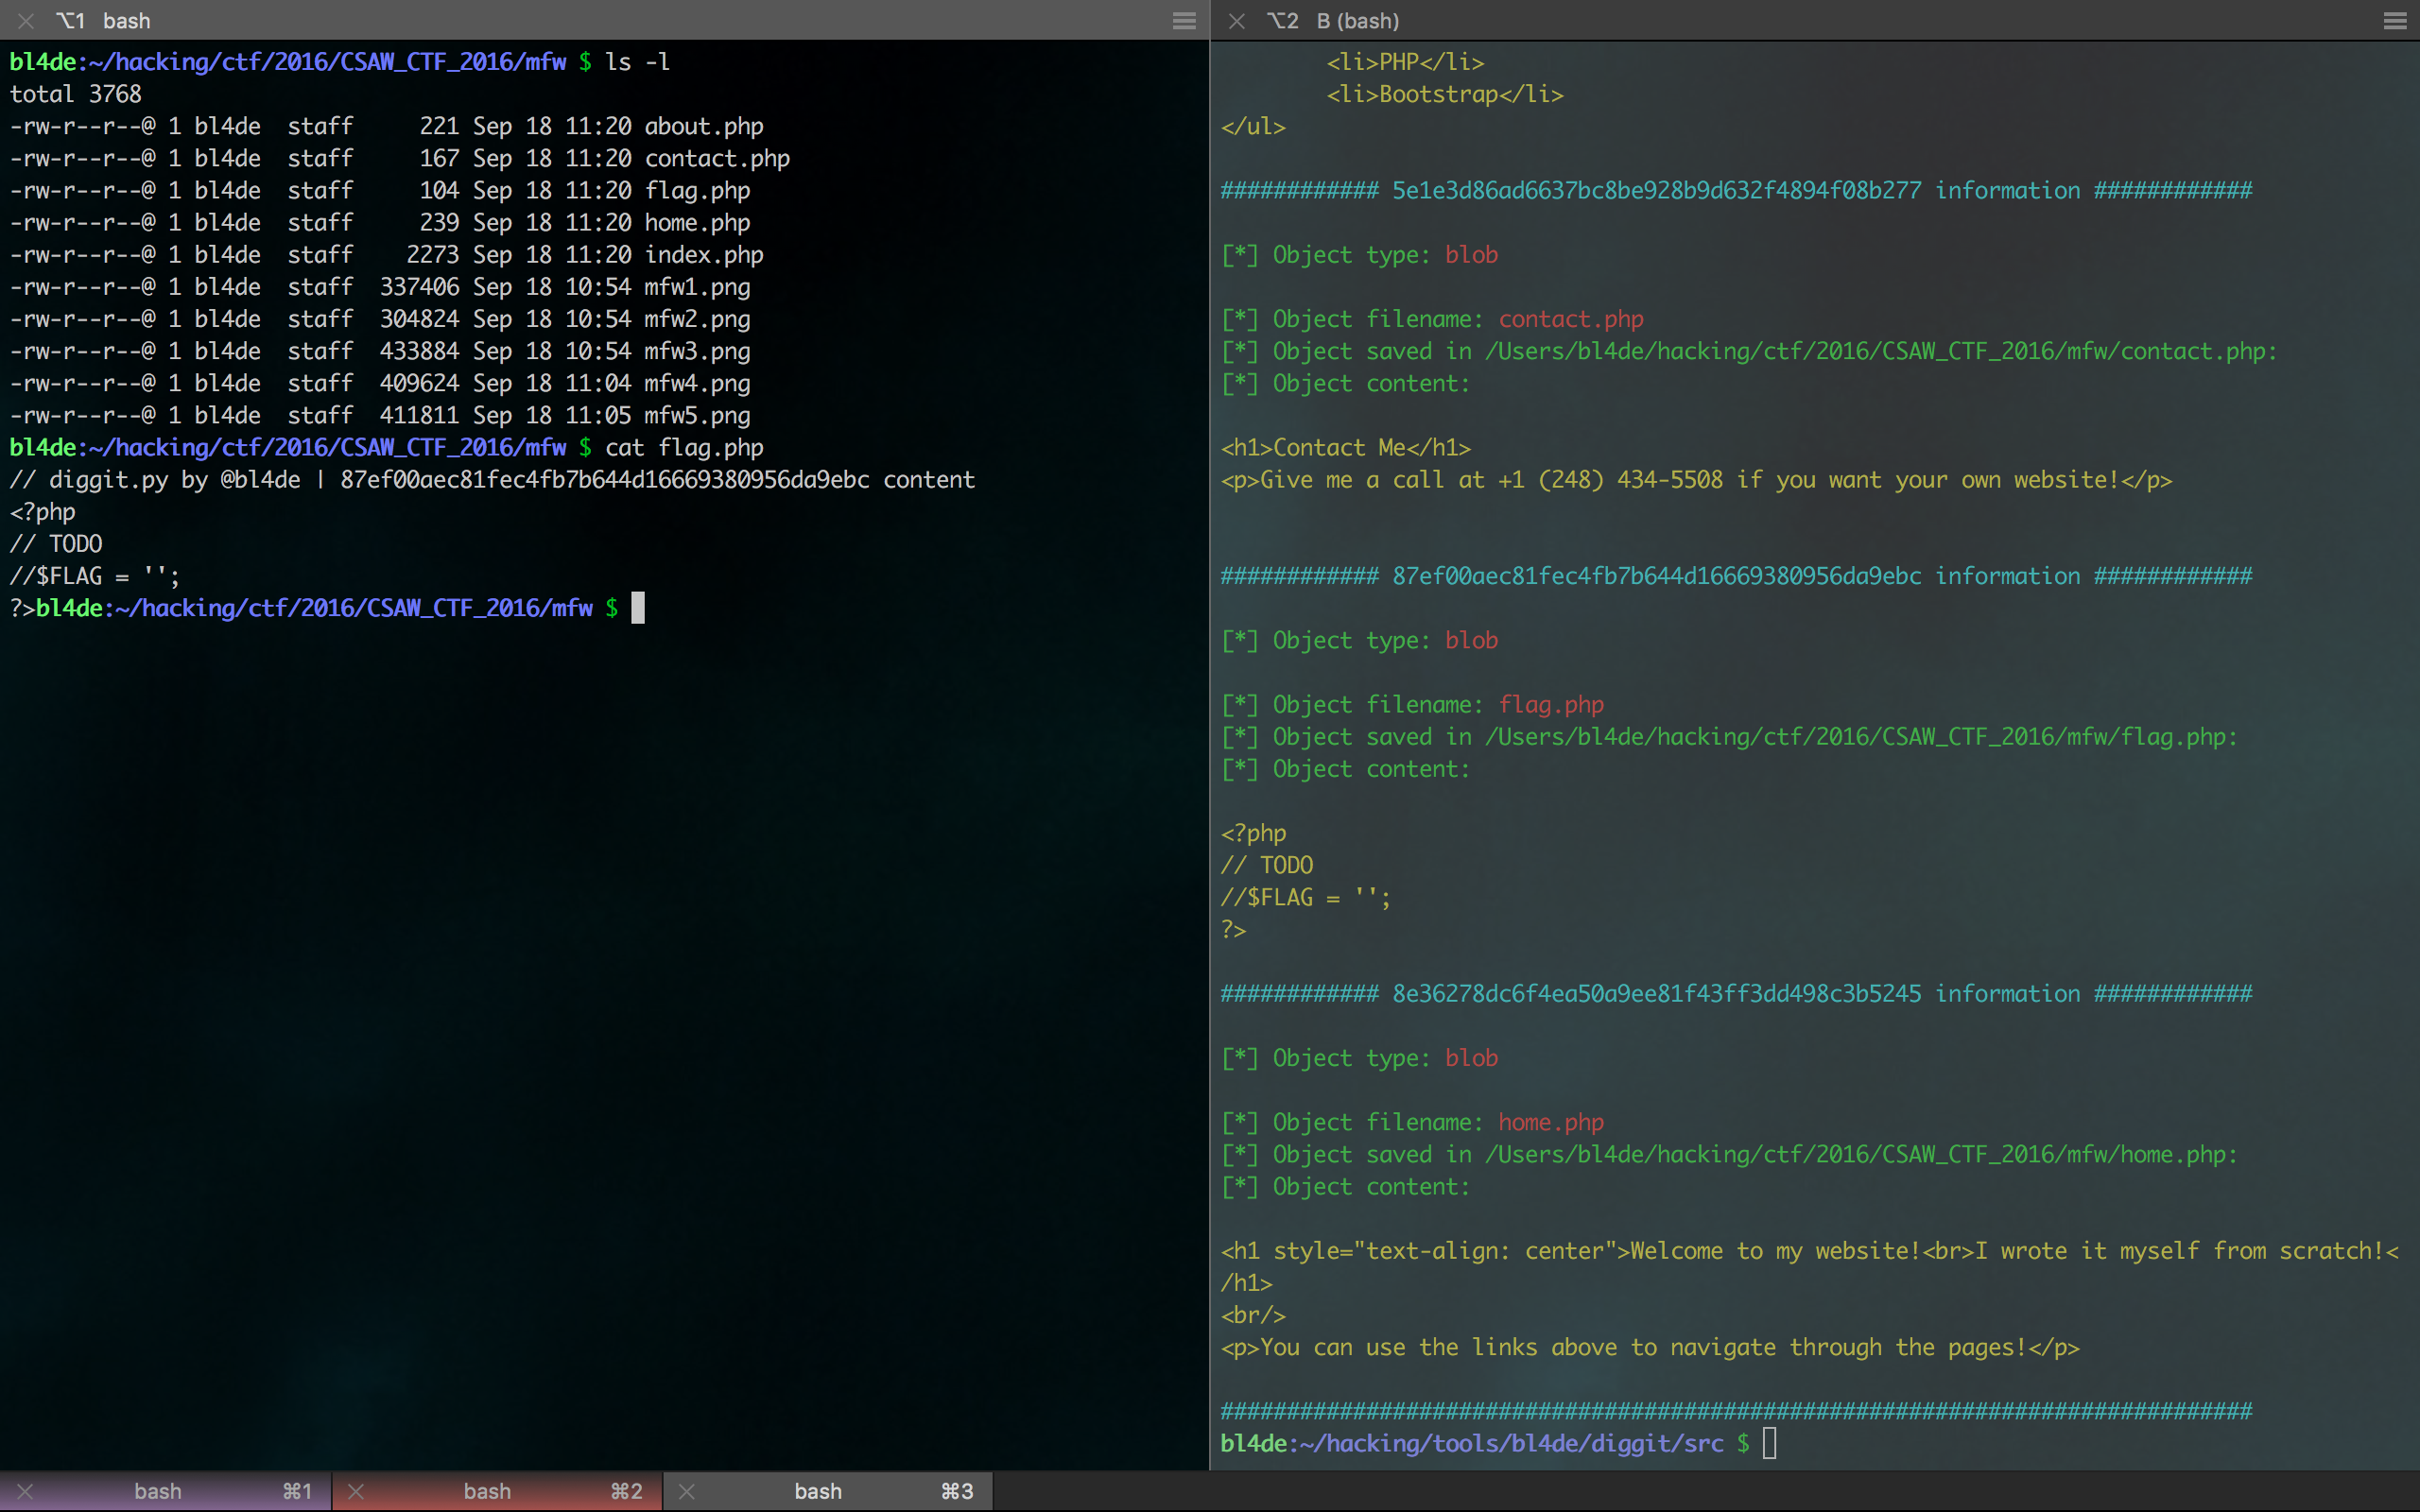 ⌥1 bash
bl4de:~/hacking/ctf/2016/CSAW_CTF_2016/mfw $ ls -l
total 3768
-rw-r--r--@ 1 bl4de  staff     221 Sep 18 11:20 about.php
-rw-r--r--@ 1 bl4de  staff     167 Sep 18 11:20 contact.php
-rw-r--r--@ 1 bl4de  staff     104 Sep 18 11:20 flag.php
-rw-r--r--@ 1 bl4de  staff     239 Sep 18 11:20 home.php
-rw-r--r--@ 1 bl4de  staff    2273 Sep 18 11:20 index.php
-rw-r--r--@ 1 bl4de  staff  337406 Sep 18 10:54 mfw1.png
-rw-r--r--@ 1 bl4de  staff  304824 Sep 18 10:54 mfw2.png
-rw-r--r--@ 1 bl4de  staff  433884 Sep 18 10:54 mfw3.png
-rw-r--r--@ 1 bl4de  staff  409624 Sep 18 11:04 mfw4.png
-rw-r--r--@ 1 bl4de  staff  411811 Sep 18 11:05 mfw5.png
bl4de:~/hacking/ctf/2016/CSAW_CTF_2016/mfw $ cat flag.php
// diggit.py by @bl4de | 87ef00aec81fec4fb7b644d16669380956da9ebc content
<?php
// TODO
//$FLAG = '';
?>bl4de:~/hacking/ctf/2016/CSAW_CTF_2016/mfw $
⌥2 B (bash)
<li>PHP</li>
<li>Bootstrap</li>
</ul>
############ 5e1e3d86ad6637bc8be928b9d632f4894f08b277 information ############
[*] Object type: blob
[*] Object filename: contact.php
[*] Object saved in /Users/bl4de/hacking/ctf/2016/CSAW_CTF_2016/mfw/contact.php:
[*] Object content:
<h1>Contact Me</h1>
<p>Give me a call at +1 (248) 434-5508 if you want your own website!</p>
############ 87ef00aec81fec4fb7b644d16669380956da9ebc information ############
[*] Object type: blob
[*] Object filename: flag.php
[*] Object saved in /Users/bl4de/hacking/ctf/2016/CSAW_CTF_2016/mfw/flag.php:
[*] Object content:
<?php
// TODO
//$FLAG = '';
?>
############ 8e36278dc6f4ea50a9ee81f43ff3dd498c3b5245 information ############
[*] Object type: blob
[*] Object filename: home.php
[*] Object saved in /Users/bl4de/hacking/ctf/2016/CSAW_CTF_2016/mfw/home.php:
[*] Object content:
<h1 style="text-align: center">Welcome to my website!<br>I wrote it myself from scratch!<
/h1>
<br/>
<p>You can use the links above to navigate through the pages!</p>
##############################################################################
bl4de:~/hacking/tools/bl4de/diggit/src $
bash ⌘1
bash ⌘2
bash ⌘3